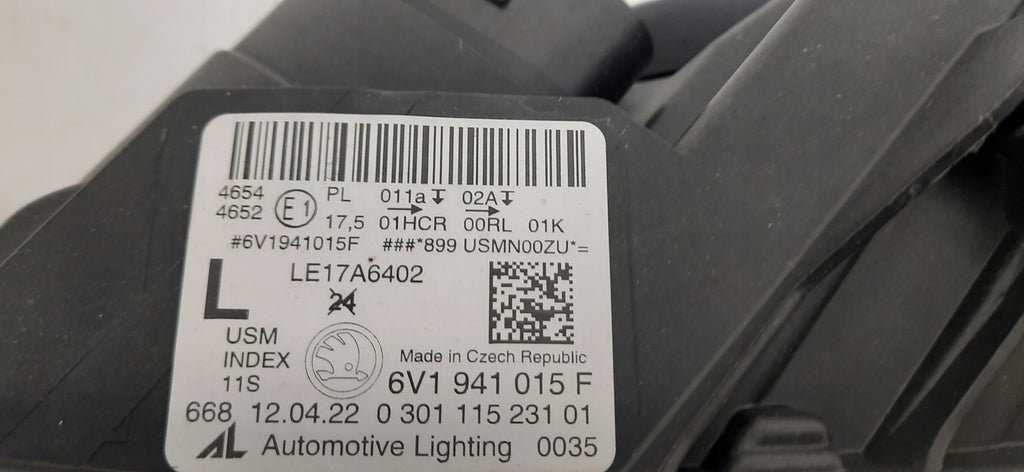 4654 E1 PL 011a 02A
4652 17,5 01HCR 00RL 01K
#6V1941015F ###*899 USMN00ZU*=
L LE17A6402
24
USM
INDEX
11S
Made in Czech Republic
6V1 941 015 F
668 12.04.22 0 301 115 231 01
AL Automotive Lighting 0035